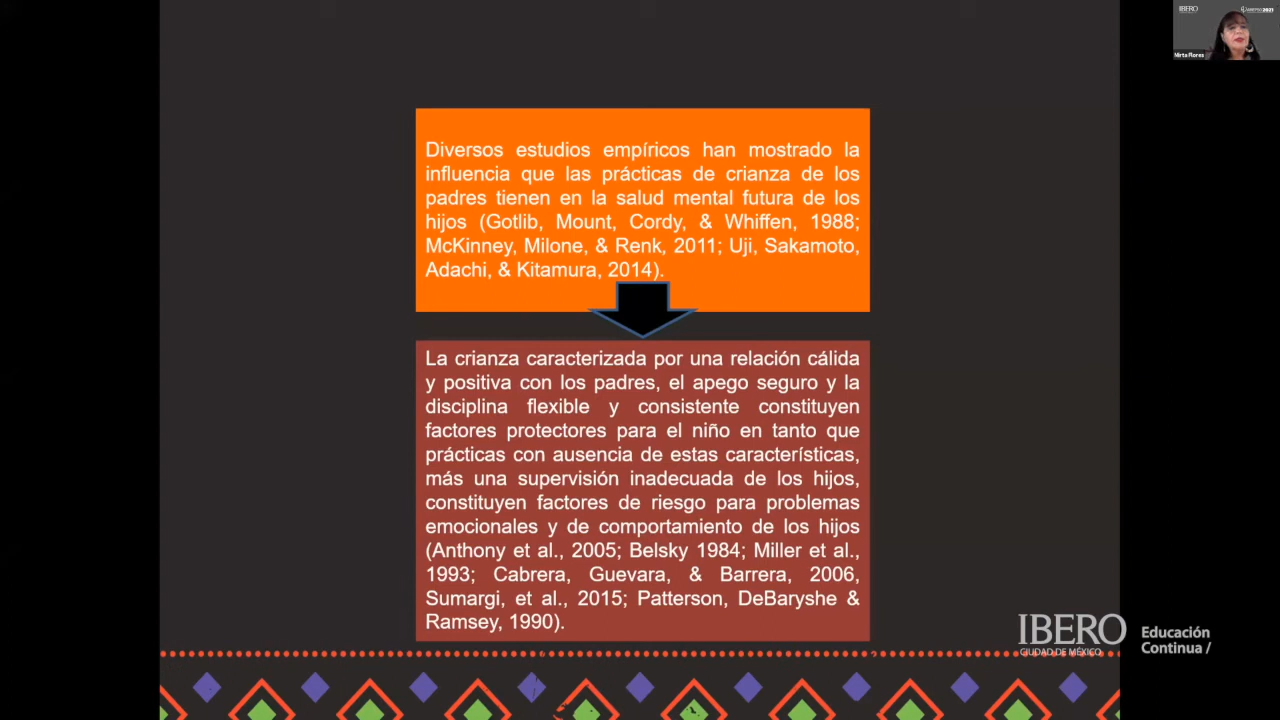 IBERO
ABIERTOS 2021
Mirta Flores
Diversos estudios empíricos han mostrado la
influencia que las prácticas de crianza de los
padres tienen en la salud mental futura de los
hijos (Gotlib, Mount, Cordy, & Whiffen, 1988;
McKinney, Milone, & Renk, 2011; Uji, Sakamoto,
Adachi, & Kitamura, 2014).
La crianza caracterizada por una relación cálida
y positiva con los padres, el apego seguro y la
disciplina flexible y consistente constituyen
factores protectores para el niño en tanto que
prácticas con ausencia de estas características,
más una supervisión inadecuada de los hijos,
constituyen factores de riesgo para problemas
emocionales y de comportamiento de los hijos
(Anthony et al., 2005; Belsky 1984; Miller et al.,
1993; Cabrera, Guevara, & Barrera, 2006,
Sumargi, et al., 2015; Patterson, DeBaryshe &
Ramsey, 1990).
IBERO
CIUDAD DE MÉXICO
Educación
Continua /